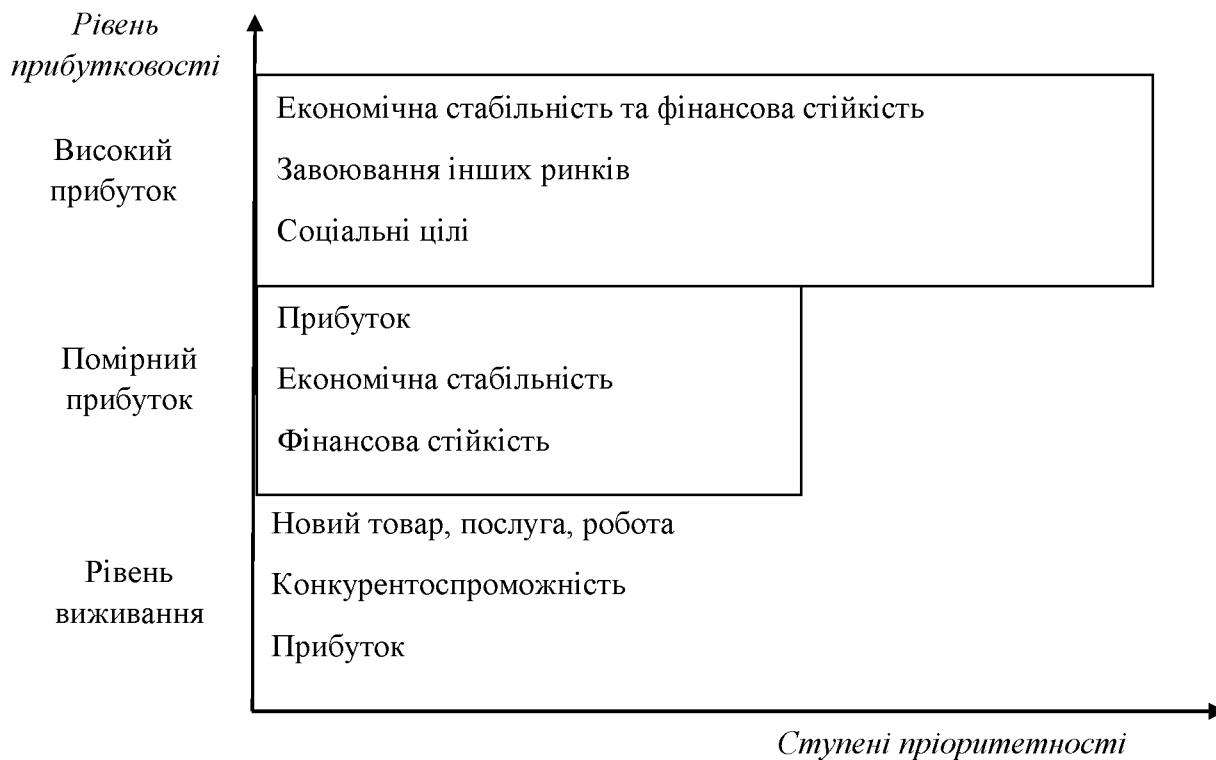 Рівень
прибутковості
Високий
прибуток
Економічна стабільність та фінансова стійкість
Завоювання інших ринків
Соціальні цілі
Помірний
прибуток
Прибуток
Економічна стабільність
Фінансова стійкість
Рівень
виживання
Новий товар, послуга, робота
Конкурентоспроможність
Прибуток
Ступені пріоритетності